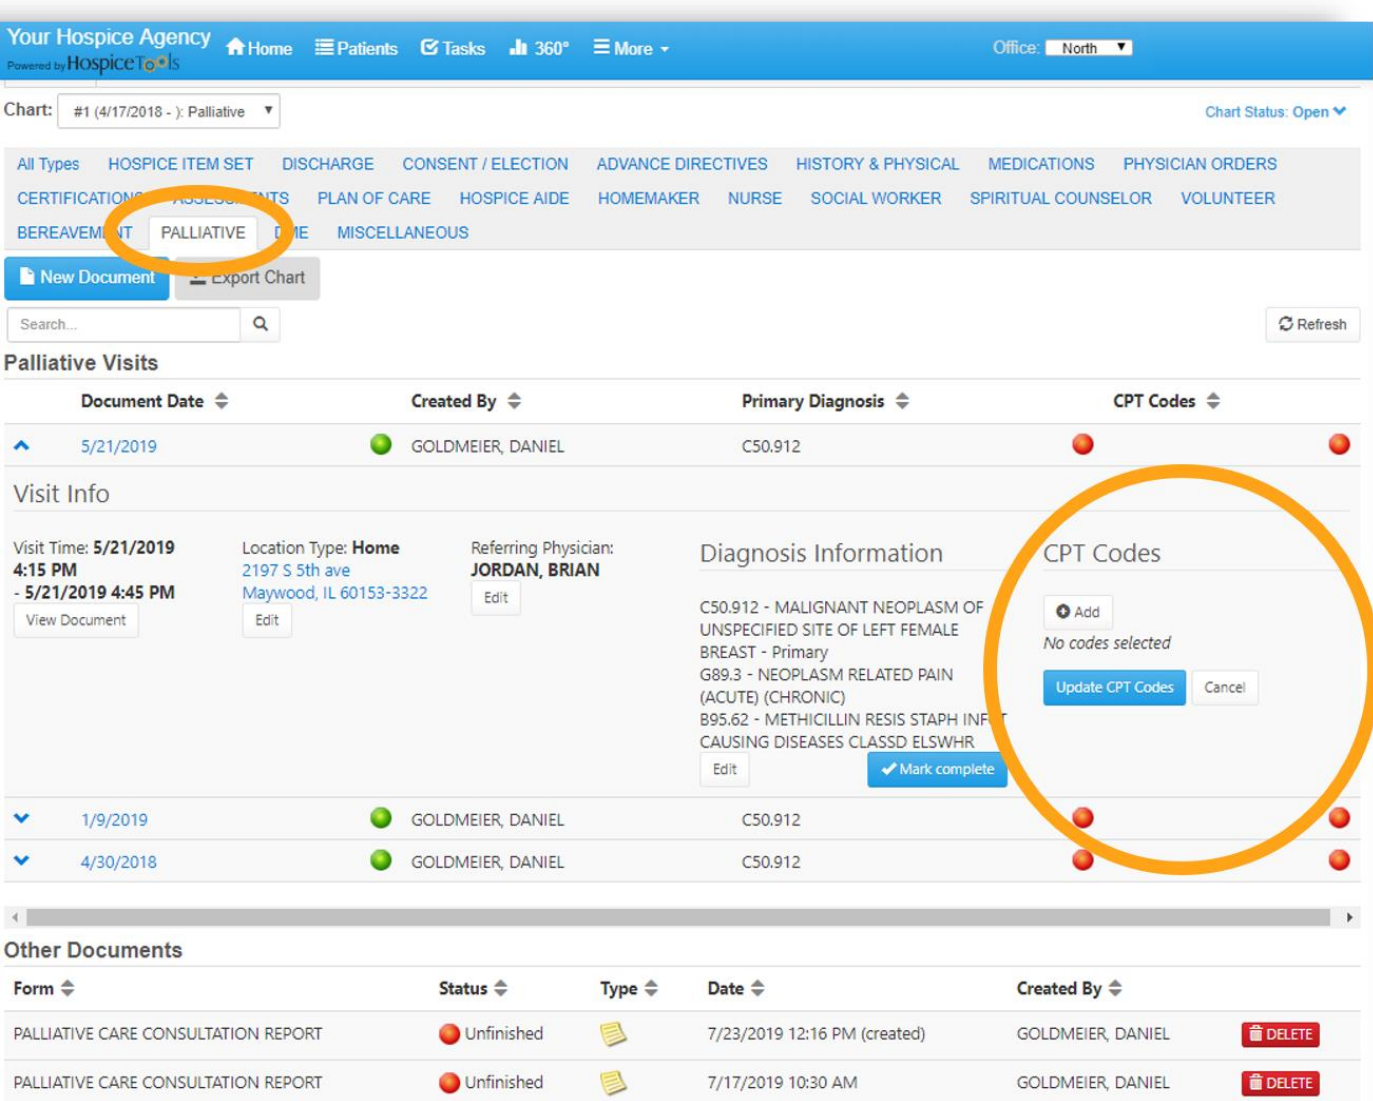 Your Hospice Agency Home Patients Tasks 360° More Office: North
Powered by HospiceTools
Chart: #1 (4/17/2018 - ): Palliative Chart Status: Open
All Types HOSPICE ITEM SET DISCHARGE CONSENT / ELECTION ADVANCE DIRECTIVES HISTORY & PHYSICAL MEDICATIONS PHYSICIAN ORDERS
CERTIFICATIONS ASSESSMENTS PLAN OF CARE HOSPICE AIDE HOMEMAKER NURSE SOCIAL WORKER SPIRITUAL COUNSELOR VOLUNTEER
BEREAVEMENT PALLIATIVE DME MISCELLANEOUS
New Document Export Chart
Search... Refresh
Palliative Visits
Document Date Created By Primary Diagnosis CPT Codes
5/21/2019 GOLDMEIER, DANIEL C50.912
Visit Info
Visit Time: 5/21/2019
4:15 PM
- 5/21/2019 4:45 PM
View Document
Location Type: Home
2197 S 5th ave
Maywood, IL 60153-3322
Edit
Referring Physician:
JORDAN, BRIAN
Edit
Diagnosis Information
C50.912 - MALIGNANT NEOPLASM OF
UNSPECIFIED SITE OF LEFT FEMALE
BREAST - Primary
G89.3 - NEOPLASM RELATED PAIN
(ACUTE) (CHRONIC)
B95.62 - METHICILLIN RESIS STAPH INFCT
CAUSING DISEASES CLASSD ELSWHR
Edit Mark complete
CPT Codes
Add
No codes selected
Update CPT Codes Cancel
1/9/2019 GOLDMEIER, DANIEL C50.912
4/30/2018 GOLDMEIER, DANIEL C50.912
Other Documents
Form Status Type Date Created By
PALLIATIVE CARE CONSULTATION REPORT Unfinished 7/23/2019 12:16 PM (created) GOLDMEIER, DANIEL DELETE
PALLIATIVE CARE CONSULTATION REPORT Unfinished 7/17/2019 10:30 AM GOLDMEIER, DANIEL DELETE